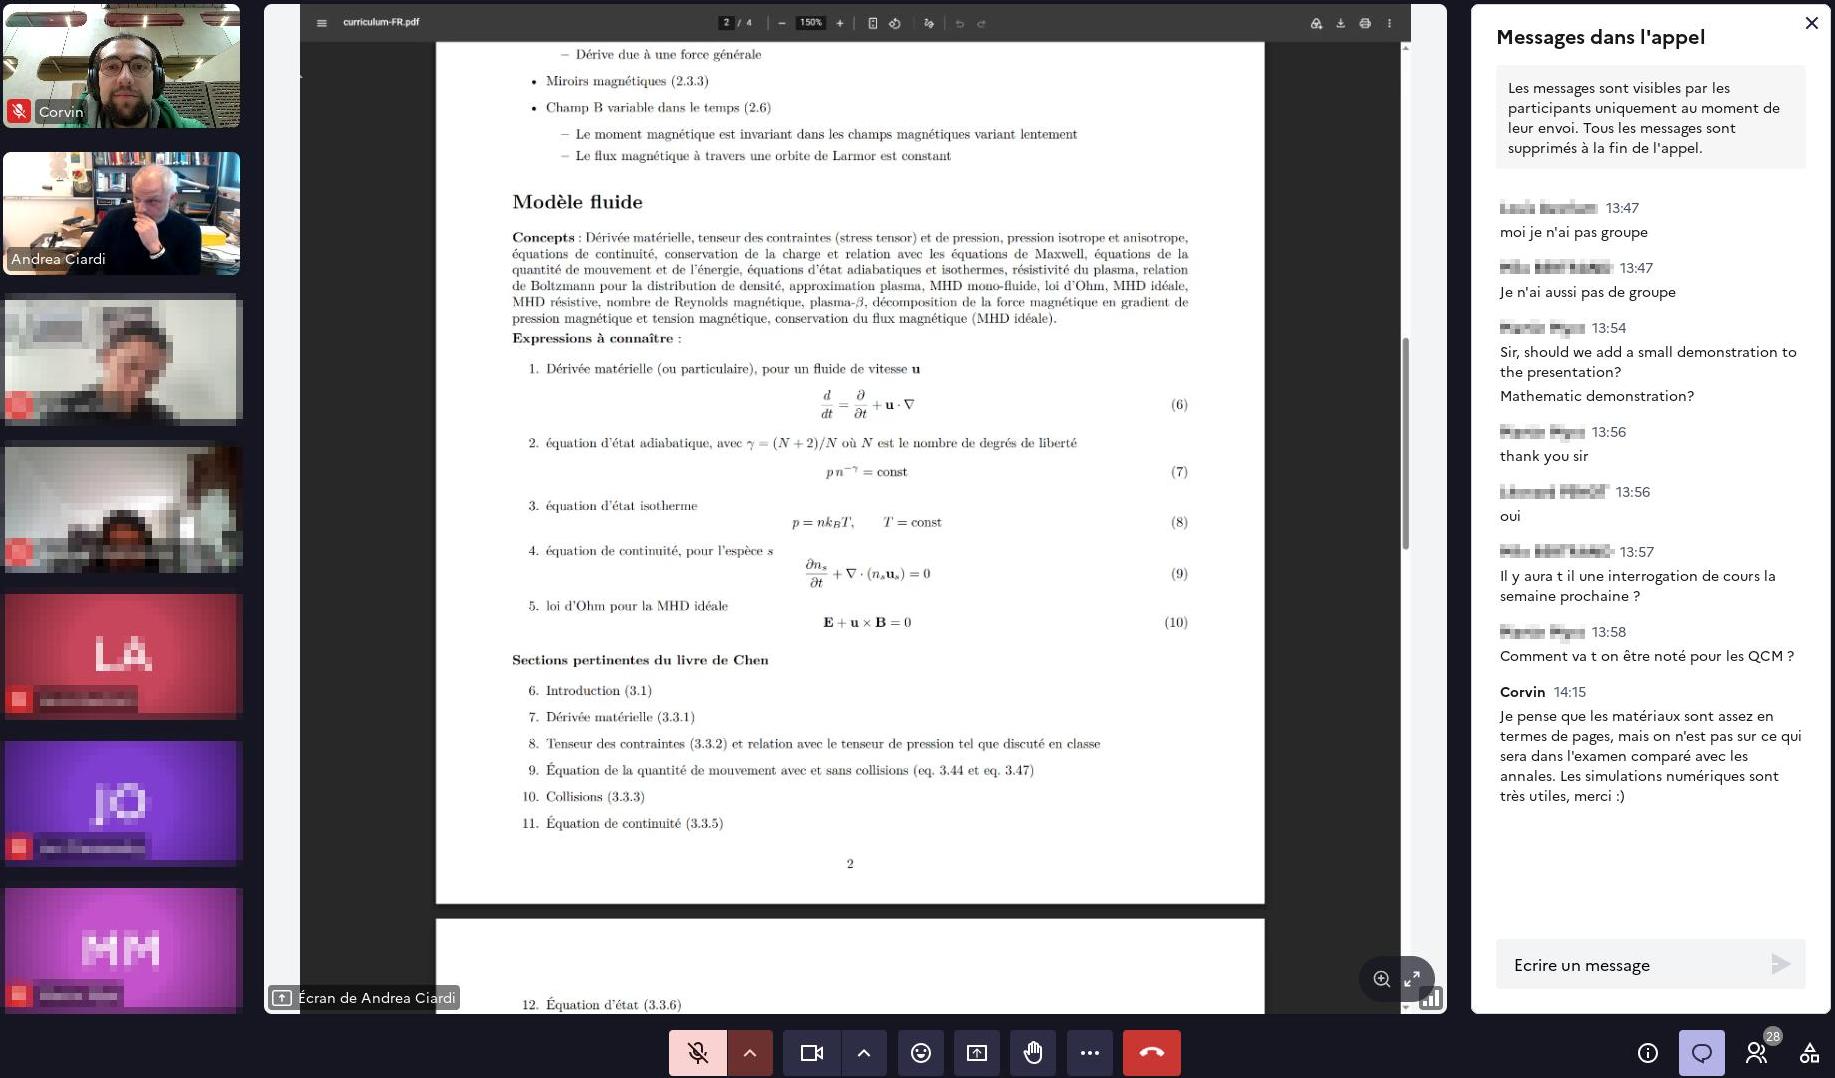 curriculum-FR.pdf
2 / 4
150%
– Dérive due à une force générale
• Miroirs magnétiques (2.3.3)
• Champ B variable dans le temps (2.6)
– Le moment magnétique est invariant dans les champs magnétiques variant lentement
– Le flux magnétique à travers une orbite de Larmor est constant
Modèle fluide
Concepts : Dérivée matérielle, tenseur des contraintes (stress tensor) et de pression, pression isotrope et anisotrope,
équations de continuité, conservation de la charge et relation avec les équations de Maxwell, équations de la
quantité de mouvement et de l'énergie, équations d'état adiabatiques et isothermes, résistivité du plasma, relation
de Boltzmann pour la distribution de densité, approximation plasma, MHD mono-fluide, loi d'Ohm, MHD idéale,
MHD résistive, nombre de Reynolds magnétique, plasma-β, décomposition de la force magnétique en gradient de
pression magnétique et tension magnétique, conservation du flux magnétique (MHD idéale).
Expressions à connaître :
1. Dérivée matérielle (ou particulaire), pour un fluide de vitesse u
d/dt = ∂/∂t + u · ∇ (6)
2. équation d'état adiabatique, avec γ = (N + 2)/N où N est le nombre de degrés de liberté
p n^−γ = const (7)
3. équation d'état isotherme
p = nk_BT, T = const (8)
4. équation de continuité, pour l'espèce s
∂n_s/∂t + ∇ · (n_s u_s) = 0 (9)
5. loi d'Ohm pour la MHD idéale
E + u × B = 0 (10)
Sections pertinentes du livre de Chen
6. Introduction (3.1)
7. Dérivée matérielle (3.3.1)
8. Tenseur des contraintes (3.3.2) et relation avec le tenseur de pression tel que discuté en classe
9. Équation de la quantité de mouvement avec et sans collisions (eq. 3.44 et eq. 3.47)
10. Collisions (3.3.3)
11. Équation de continuité (3.3.5)
2
12. Équation d'état (3.3.6)
Écran de Andrea Ciardi
Corvin
Andrea Ciardi
LA
JO
MM
Messages dans l'appel
Les messages sont visibles par les
participants uniquement au moment de
leur envoi. Tous les messages sont
supprimés à la fin de l'appel.
13:47
moi je n'ai pas groupe
13:47
Je n'ai aussi pas de groupe
13:54
Sir, should we add a small demonstration to
the presentation?
Mathematic demonstration?
13:56
thank you sir
13:56
oui
13:57
Il y aura t il une interrogation de cours la
semaine prochaine ?
13:58
Comment va t on être noté pour les QCM ?
Corvin 14:15
Je pense que les matériaux sont assez en
termes de pages, mais on n'est pas sur ce qui
sera dans l'examen comparé avec les
annales. Les simulations numériques sont
très utiles, merci :)
Ecrire un message
28